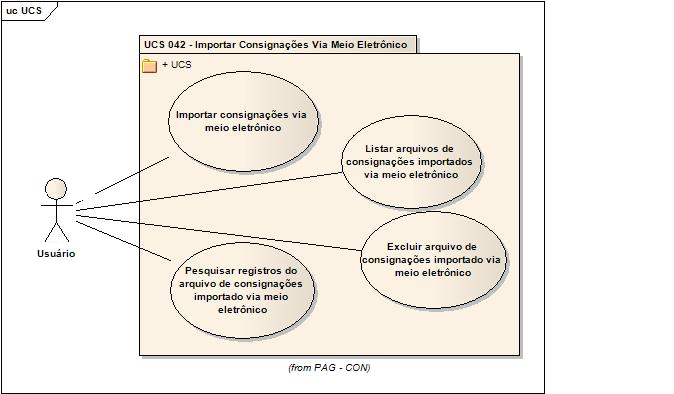 uc UCS
UCS 042 - Importar Consignações Via Meio Eletrônico
+ UCS
Importar consignações via
meio eletrônico
Listar arquivos de
consignações importados
via meio eletrônico
Usuário
Excluir arquivo de
consignações importado via
meio eletrônico
Pesquisar registros do
arquivo de consignações
importado via meio
eletrônico
(from PAG - CON)